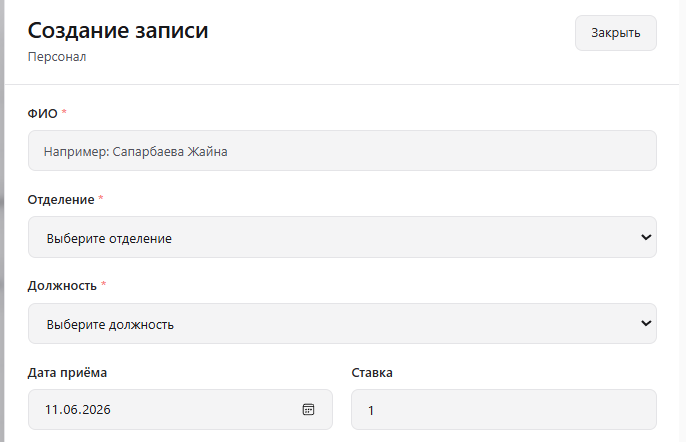 Создание записи
Закрыть
Персонал
ФИО *
Например: Сапарбаева Жайна
Отделение *
Выберите отделение
Должность *
Выберите должность
Дата приёма
Ставка
11.06.2026
1